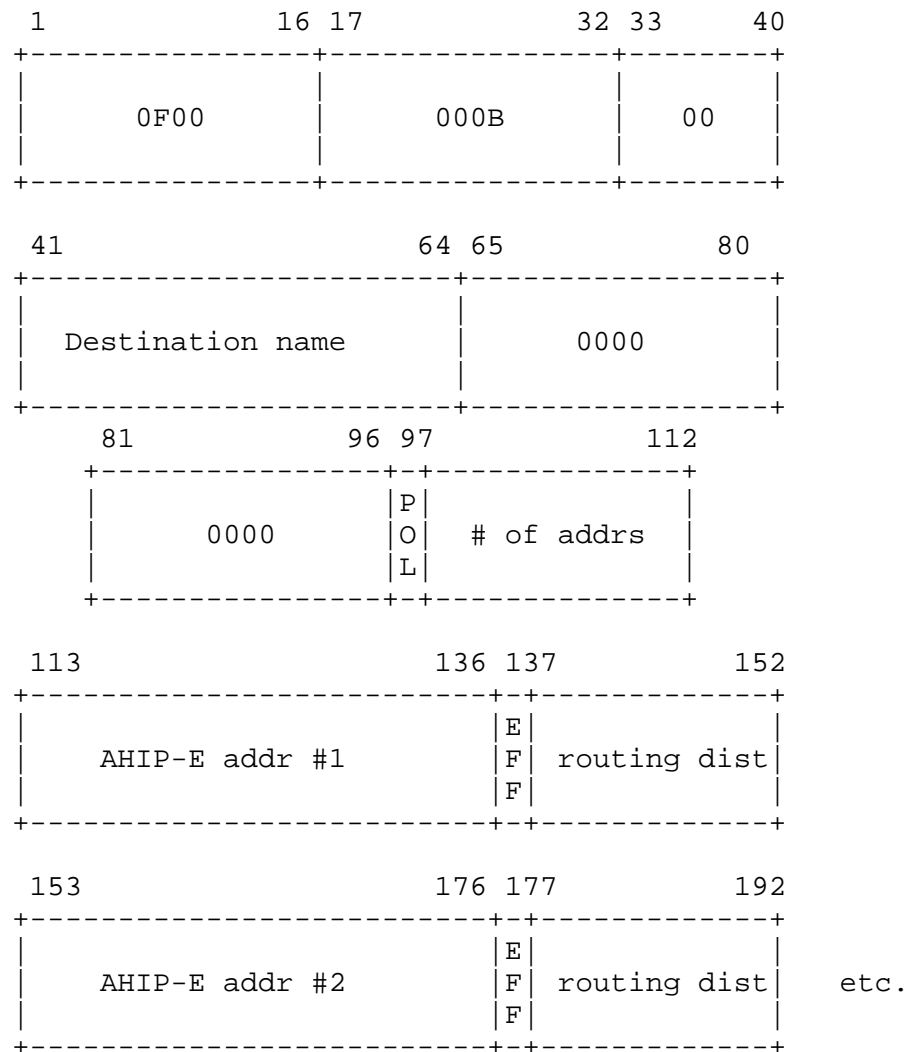 1 16 17 32 33 40
0F00 000B 00
41 64 65 80
Destination name 0000
81 96 97 112
P
0000 O # of addrs
L
113 136 137 152
E
AHIP-E addr #1 F routing dist
F
153 176 177 192
E
AHIP-E addr #2 F routing dist etc.
F